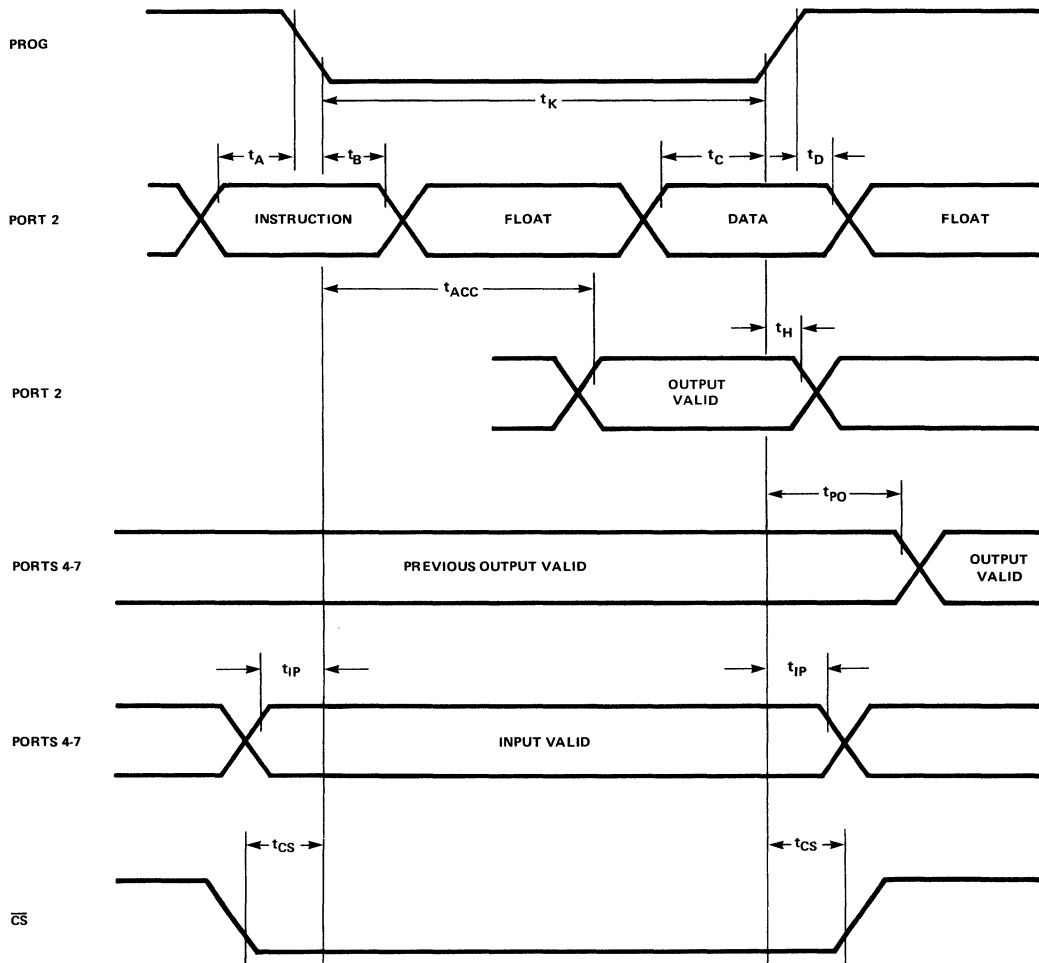 PROG
t_K
t_A
t_B
t_C
t_D
PORT 2
INSTRUCTION
FLOAT
DATA
FLOAT
t_ACC
t_H
PORT 2
OUTPUT
VALID
t_PO
PORTS 4-7
PREVIOUS OUTPUT VALID
OUTPUT
VALID
t_IP
t_IP
PORTS 4-7
INPUT VALID
t_CS
t_CS
C̅S̅